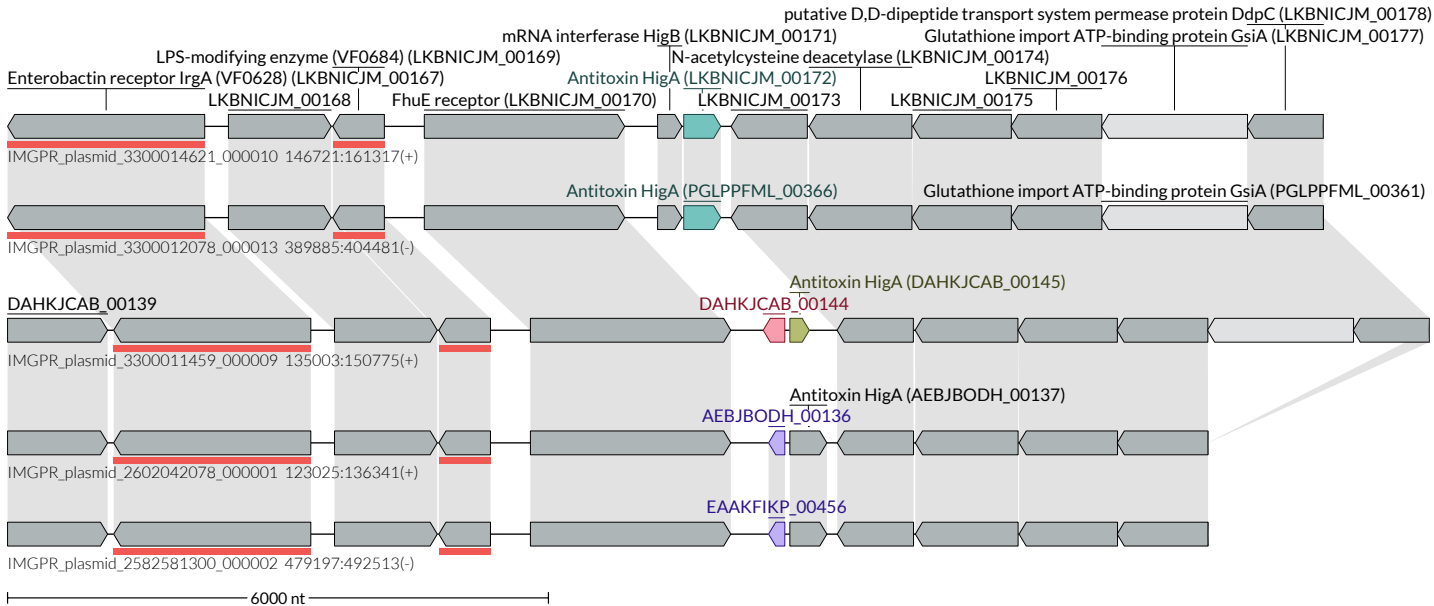 putative D,D-dipeptide transport system permease protein DdpC (LKBNICJM_00178)
mRNA interferase HigB (LKBNICJM_00171)
Glutathione import ATP-binding protein GsiA (LKBNICJM_00177)
LPS-modifying enzyme (VF0684) (LKBNICJM_00169)
N-acetylcysteine deacetylase (LKBNICJM_00174)
Enterobactin receptor IrgA (VF0628) (LKBNICJM_00167)
Antitoxin HigA (LKBNICJM_00172)
LKBNICJM_00176
LKBNICJM_00168
FhuE receptor (LKBNICJM_00170)
LKBNICJM_00173
LKBNICJM_00175
IMGPR_plasmid_3300014621_000010 146721:161317(+)
Antitoxin HigA (PGLPPFML_00366)
Glutathione import ATP-binding protein GsiA (PGLPPFML_00361)
IMGPR_plasmid_3300012078_000013 389885:404481(-)
Antitoxin HigA (DAHKJCAB_00145)
DAHKJCAB_00139
DAHKJCAB_00144
IMGPR_plasmid_3300011459_000009 135003:150775(+)
Antitoxin HigA (AEBJBODH_00137)
AEBJBODH_00136
IMGPR_plasmid_2602042078_000001 123025:136341(+)
EAAKFIKP_00456
IMGPR_plasmid_2582581300_000002 479197:492513(-)
6000 nt